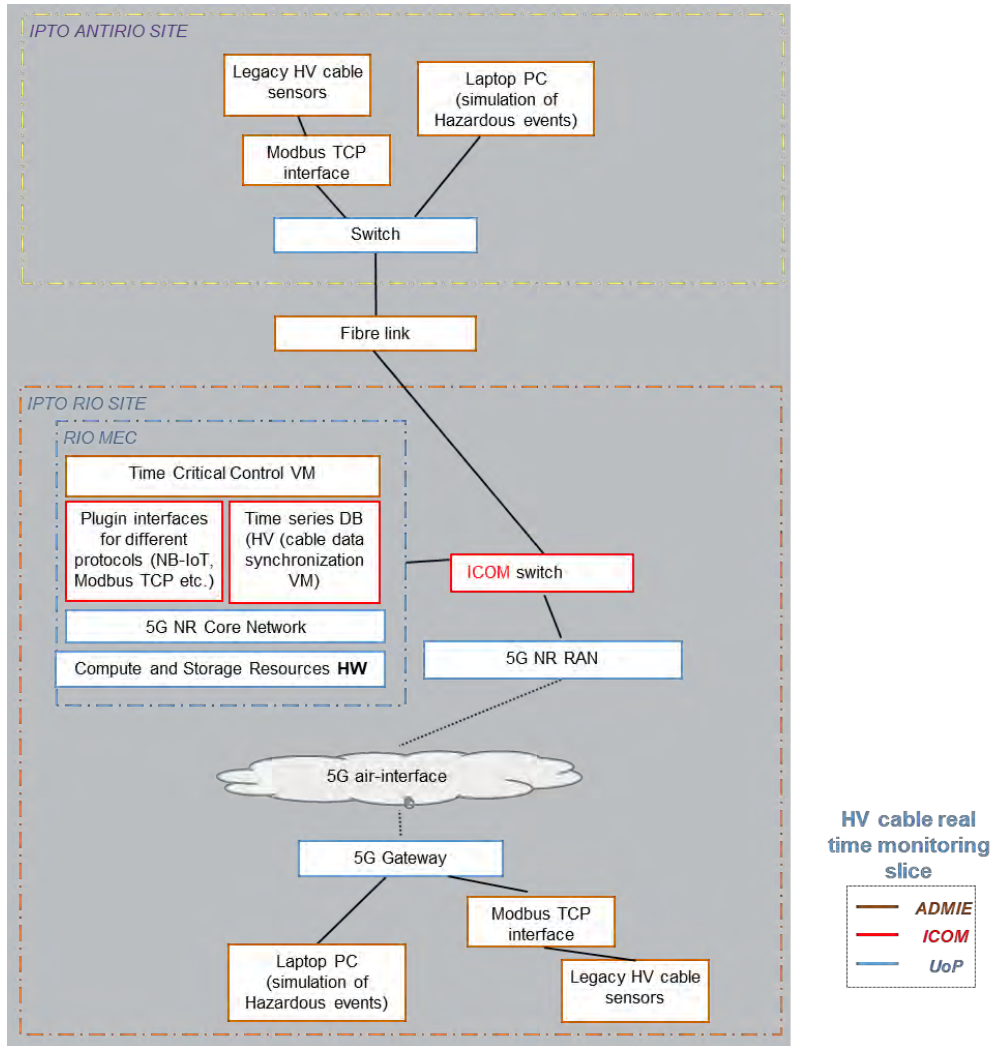 IPTO ANTIRIO SITE
Legacy HV cable
sensors
Laptop PC
(simulation of
Hazardous events)
Modbus TCP
interface
Switch
Fibre link
IPTO RIO SITE
RIO MEC
Time Critical Control VM
Plugin interfaces
for different
protocols (NB-IoT,
Modbus TCP etc.)
Time series DB
(HV (cable data
synchronization
VM)
ICOM switch
5G NR Core Network
5G NR RAN
Compute and Storage Resources HW
5G air-interface
5G Gateway
Modbus TCP
interface
Laptop PC
(simulation of
Hazardous events)
Legacy HV cable
sensors
HV cable real
time monitoring
slice
ADMIE
ICOM
UoP